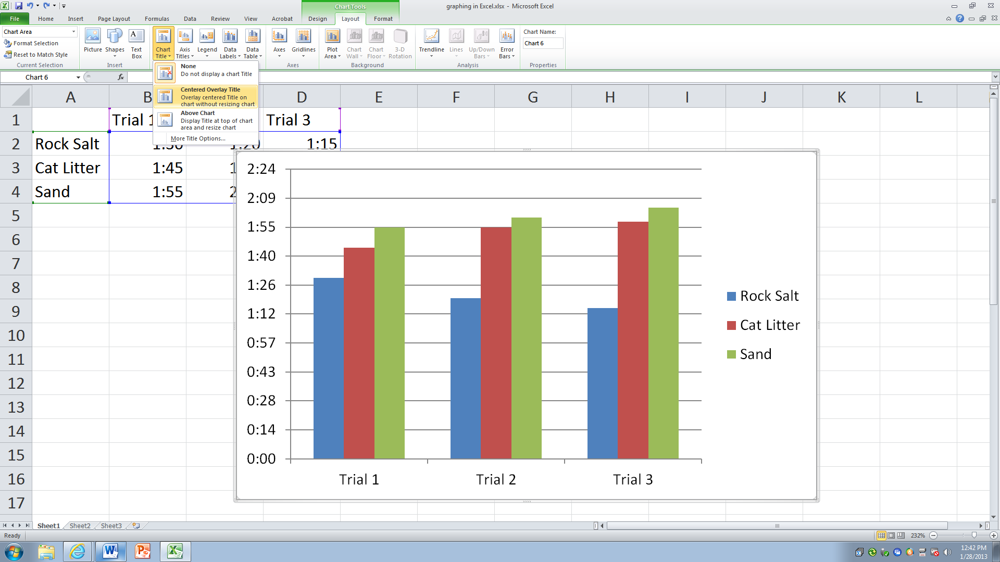 Chart Tools
graphing in Excel.xlsx - Microsoft Excel
File Home Insert Page Layout Formulas Data Review View Acrobat Design Layout Format
Chart Area
Format Selection
Reset to Match Style
Current Selection
Picture Shapes Text Box
Insert
Chart Title
Axis Titles
Legend
Data Labels
Data Table
Axes Gridlines
Axes
Plot Area
Chart Wall
Chart Floor
3-D Rotation
Background
Trendline Lines Up/Down Bars Error Bars
Analysis
Chart Name:
Chart 6
Properties
None
Do not display a chart Title
Centered Overlay Title
Overlay centered Title on
chart without resizing chart
Above Chart
Display Title at top of chart
area and resize chart
More Title Options...
Chart 6 fx
A B D E F G H I J K L
1 Trial 1 Trial 3
2 Rock Salt 1:30 1:20 1:15
3 Cat Litter 1:45
4 Sand 1:55
5
6
7
8
9
10
11
12
13
14
15
16
17
2:24
2:09
1:55
1:40
1:26
1:12
0:57
0:43
0:28
0:14
0:00
Trial 1 Trial 2 Trial 3
Rock Salt
Cat Litter
Sand
Sheet1 Sheet2 Sheet3
Ready 232%
12:42 PM
1/28/2013